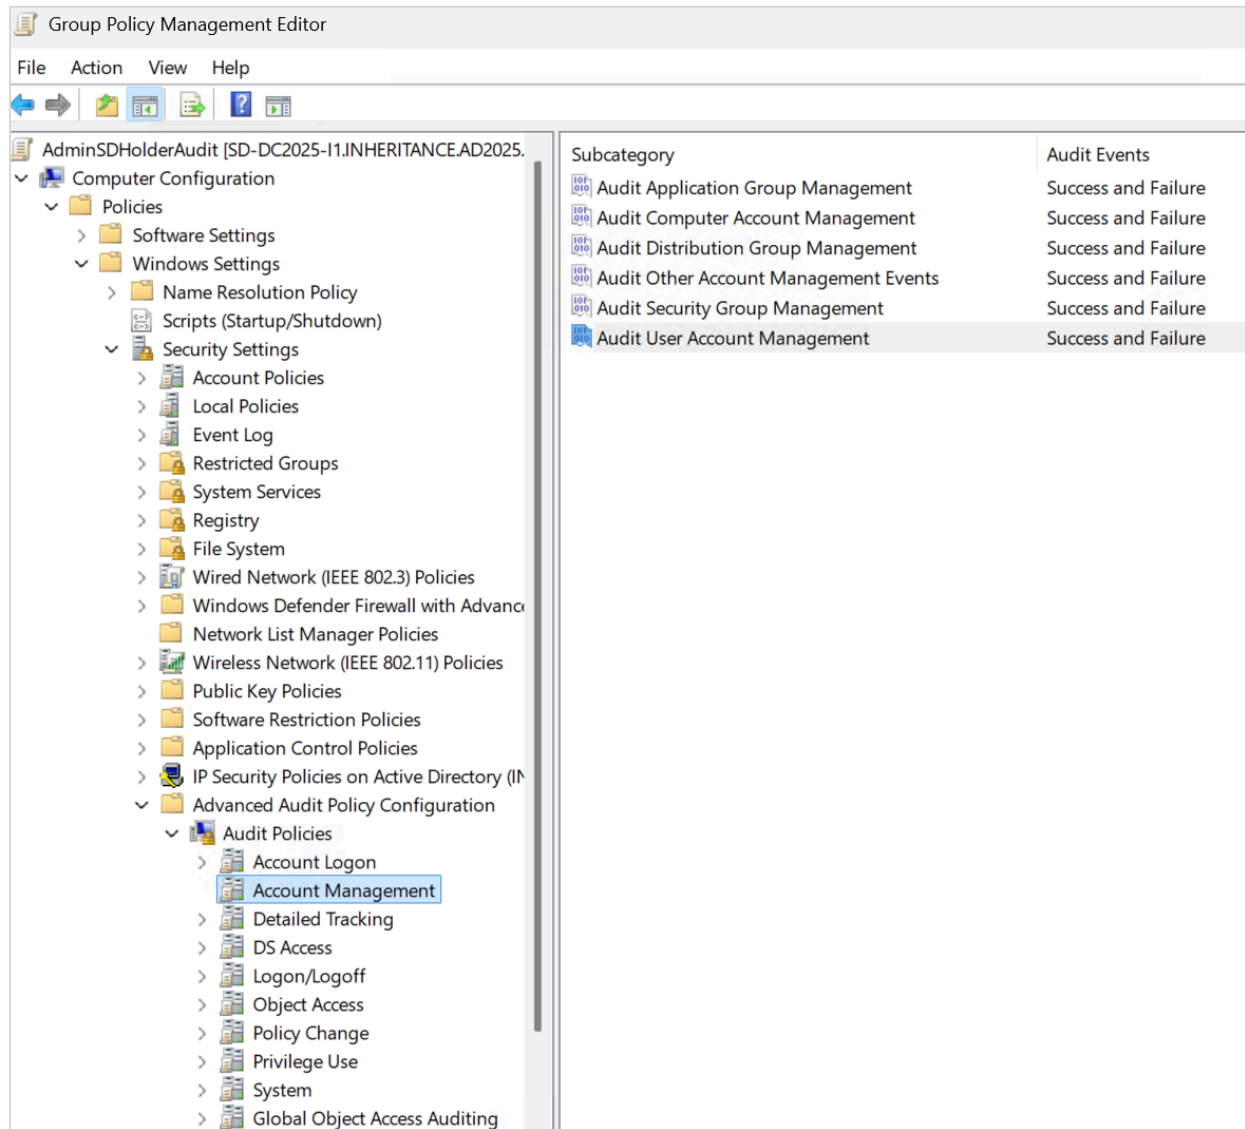 Group Policy Management Editor
File Action View Help
AdminSDHolderAudit [SD-DC2025-I1.INHERITANCE.AD2025.
Computer Configuration
Policies
Software Settings
Windows Settings
Name Resolution Policy
Scripts (Startup/Shutdown)
Security Settings
Account Policies
Local Policies
Event Log
Restricted Groups
System Services
Registry
File System
Wired Network (IEEE 802.3) Policies
Windows Defender Firewall with Advance
Network List Manager Policies
Wireless Network (IEEE 802.11) Policies
Public Key Policies
Software Restriction Policies
Application Control Policies
IP Security Policies on Active Directory (IN
Advanced Audit Policy Configuration
Audit Policies
Account Logon
Account Management
Detailed Tracking
DS Access
Logon/Logoff
Object Access
Policy Change
Privilege Use
System
Global Object Access Auditing
Subcategory Audit Events
Audit Application Group Management Success and Failure
Audit Computer Account Management Success and Failure
Audit Distribution Group Management Success and Failure
Audit Other Account Management Events Success and Failure
Audit Security Group Management Success and Failure
Audit User Account Management Success and Failure